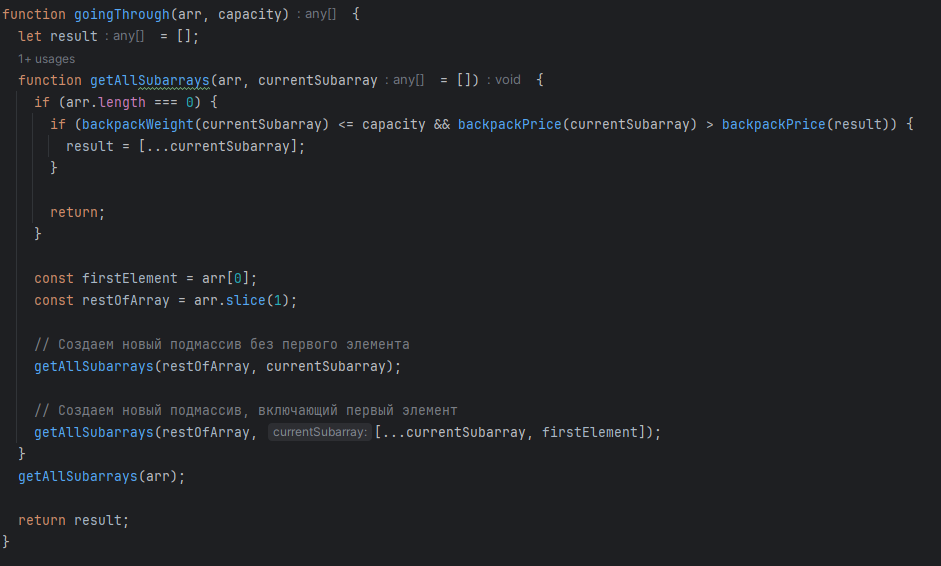 function goingThrough(arr, capacity) : any[] {
let result : any[] = [];
1+ usages
function getAllSubarrays(arr, currentSubarray : any[] = []) : void {
if (arr.length === 0) {
if (backpackWeight(currentSubarray) <= capacity && backpackPrice(currentSubarray) > backpackPrice(result)) {
result = [...currentSubarray];
}
return;
}
const firstElement = arr[0];
const restOfArray = arr.slice(1);
// Создаем новый подмассив без первого элемента
getAllSubarrays(restOfArray, currentSubarray);
// Создаем новый подмассив, включающий первый элемент
getAllSubarrays(restOfArray, currentSubarray: [...currentSubarray, firstElement]);
}
getAllSubarrays(arr);
return result;
}